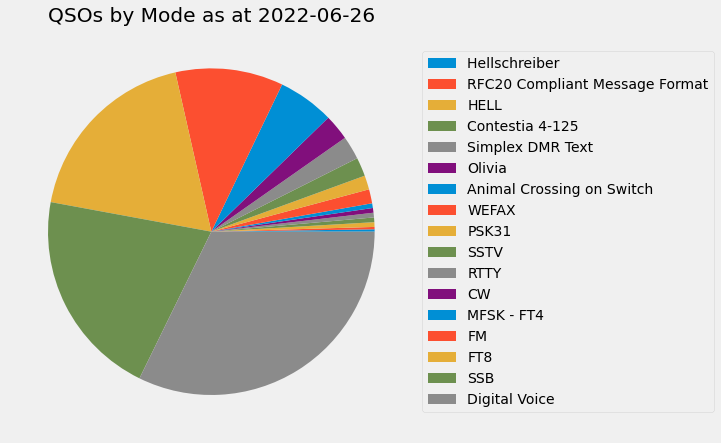 QSOs by Mode as at 2022-06-26
Hellschreiber
RFC20 Compliant Message Format
HELL
Contestia 4-125
Simplex DMR Text
Olivia
Animal Crossing on Switch
WEFAX
PSK31
SSTV
RTTY
CW
MFSK - FT4
FM
FT8
SSB
Digital Voice